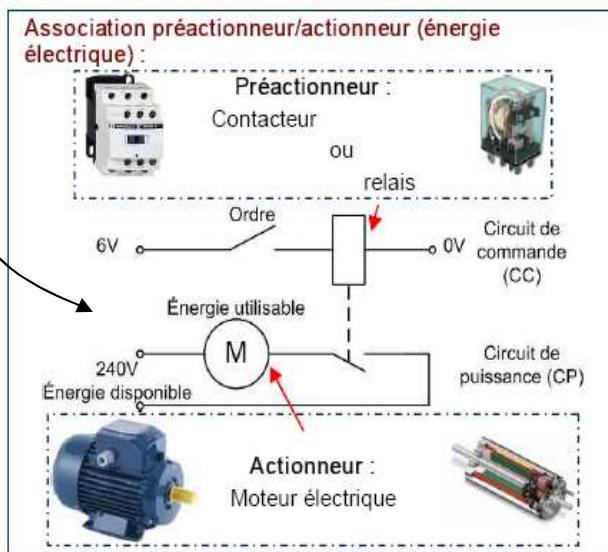 Association préactionneur/actionneur (énergie
électrique) :
Préactionneur :
Contacteur
ou
relais
Ordre
6V
0V
Circuit de
commande
(CC)
Énergie utilisable
M
240V
Énergie disponible
Circuit de
puissance (CP)
Actionneur :
Moteur électrique